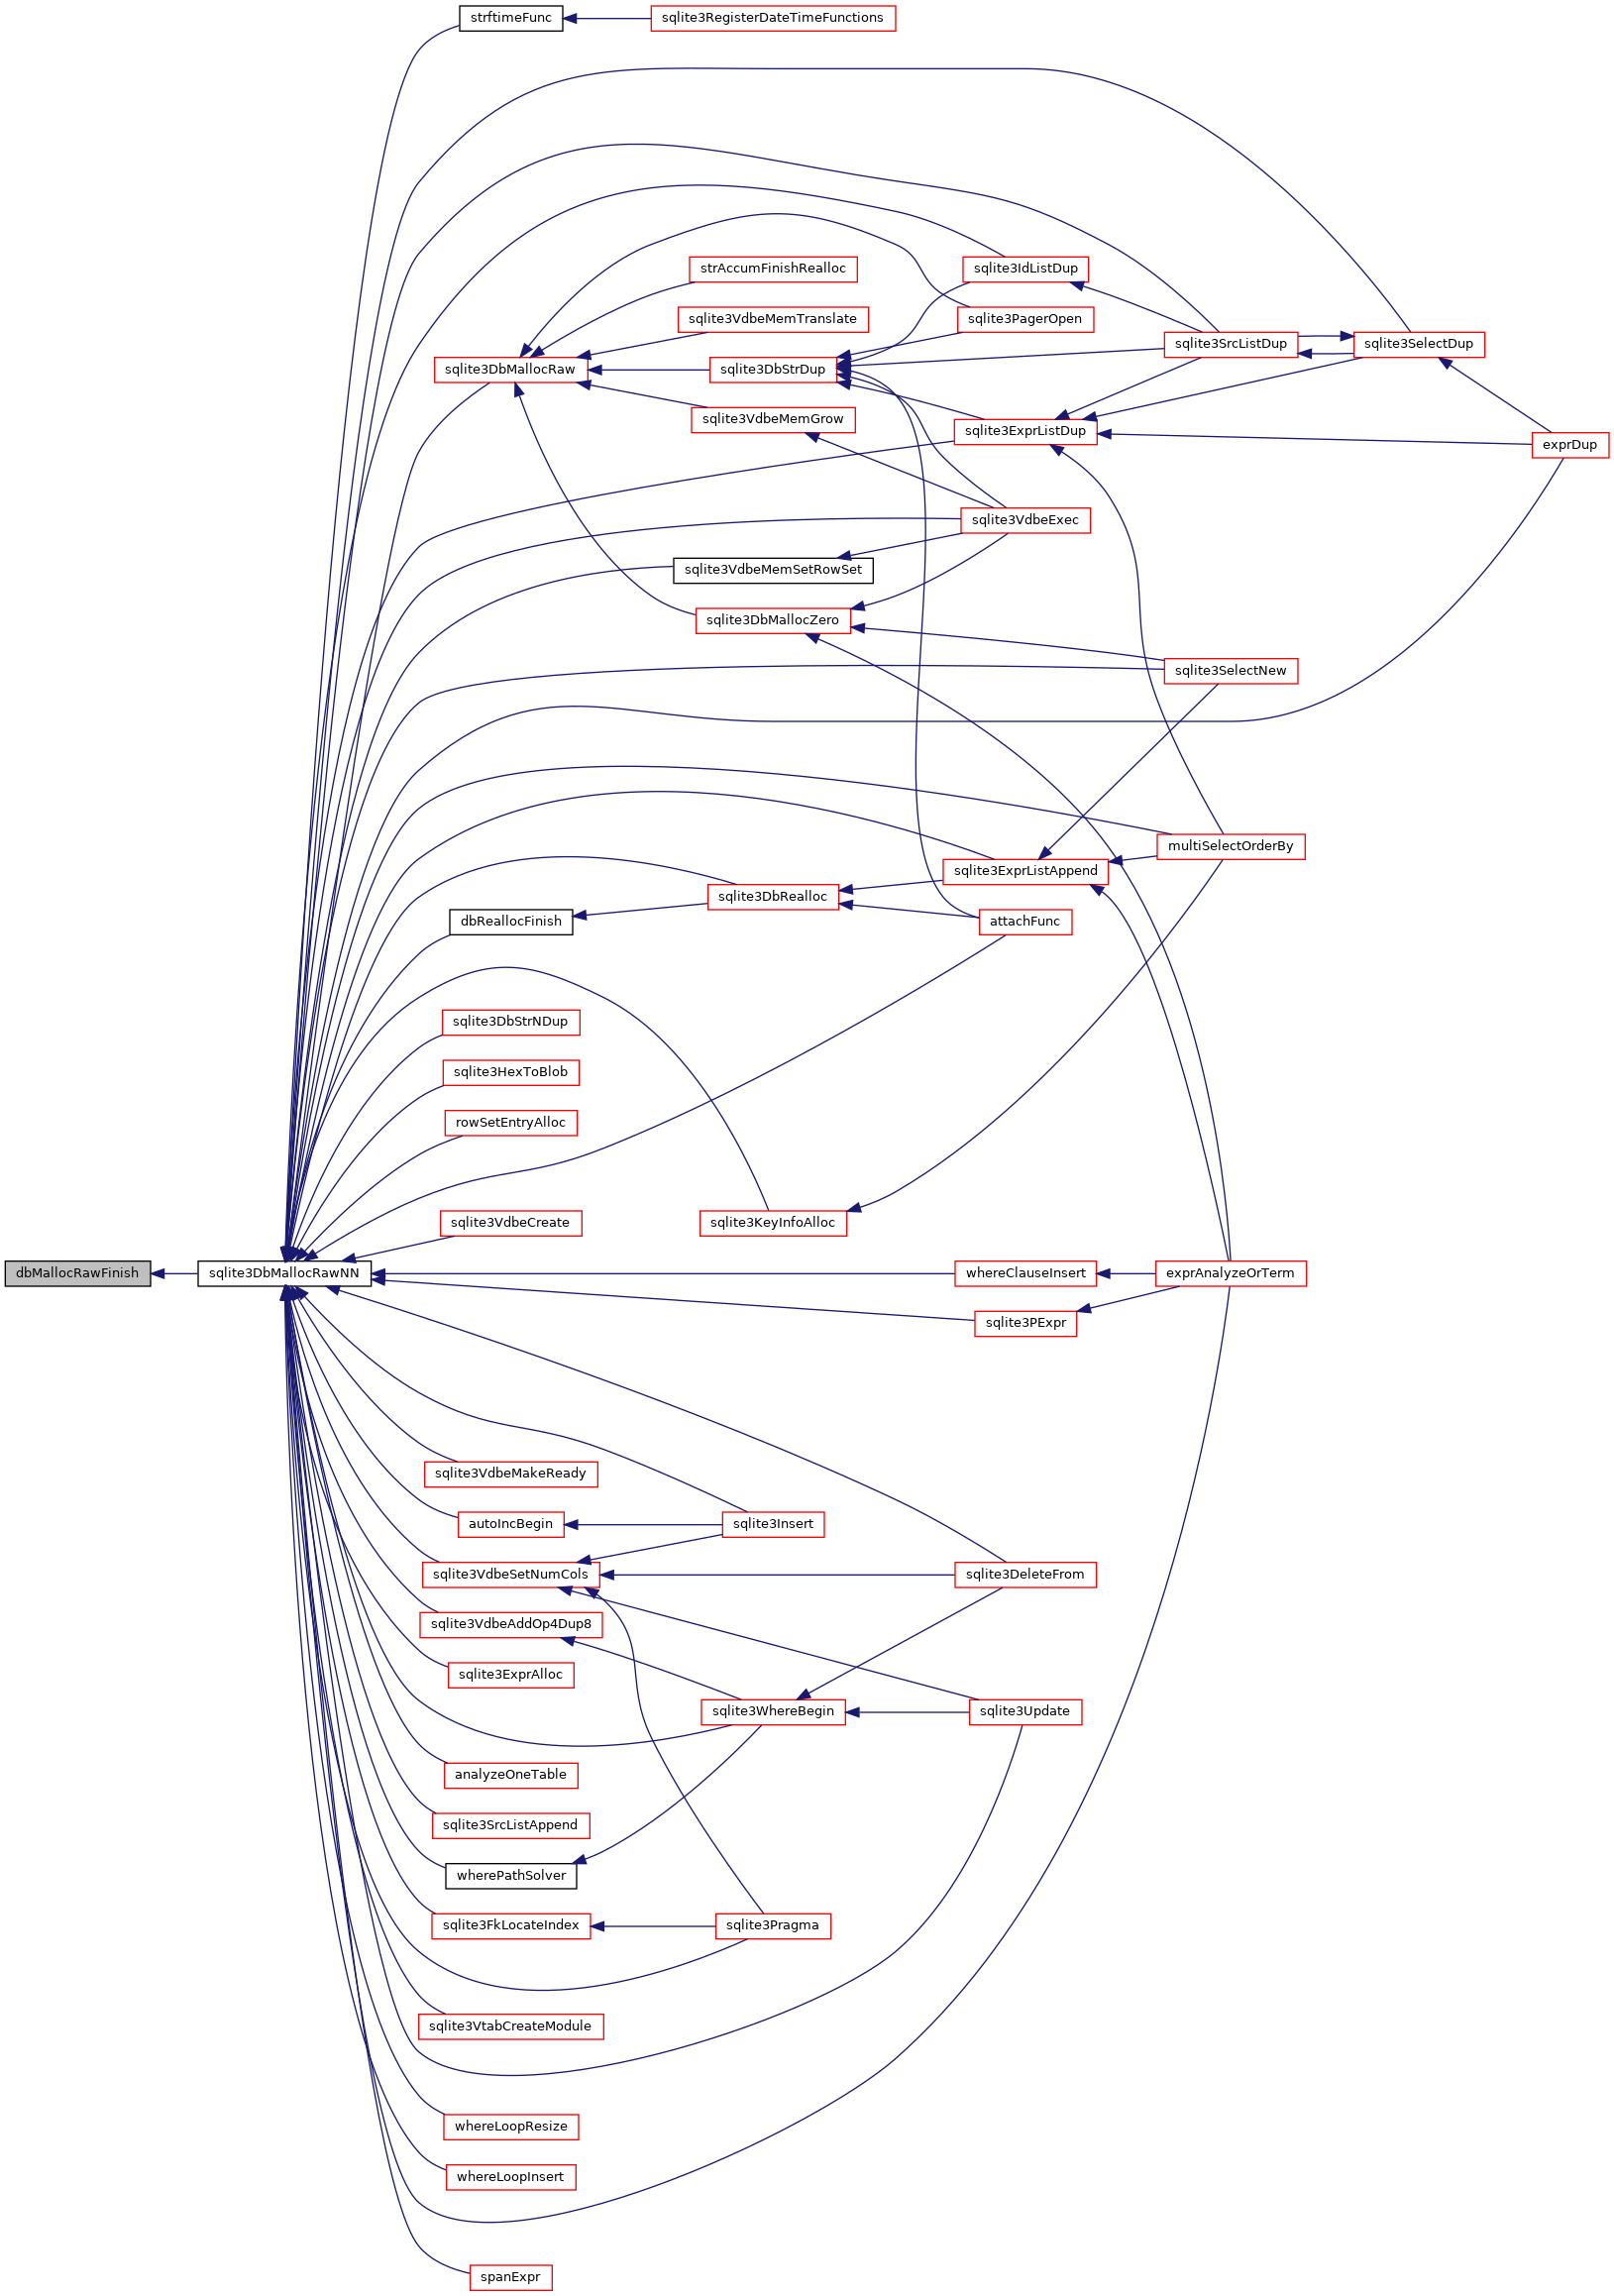 strftimeFunc
sqlite3RegisterDateTimeFunctions
sqlite3IdListDup
strAccumFinishRealloc
sqlite3PagerOpen
sqlite3VdbeMemTranslate
sqlite3SrcListDup
sqlite3SelectDup
sqlite3DbMallocRaw
sqlite3DbStrDup
sqlite3VdbeMemGrow
sqlite3ExprListDup
exprDup
sqlite3VdbeExec
sqlite3VdbeMemSetRowSet
sqlite3DbMallocZero
sqlite3SelectNew
multiSelectOrderBy
sqlite3ExprListAppend
sqlite3DbRealloc
dbReallocFinish
attachFunc
sqlite3DbStrNDup
sqlite3HexToBlob
rowSetEntryAlloc
sqlite3VdbeCreate
sqlite3KeyInfoAlloc
dbMallocRawFinish
sqlite3DbMallocRawNN
whereClauseInsert
exprAnalyzeOrTerm
sqlite3PExpr
sqlite3VdbeMakeReady
autoIncBegin
sqlite3Insert
sqlite3VdbeSetNumCols
sqlite3DeleteFrom
sqlite3VdbeAddOp4Dup8
sqlite3ExprAlloc
sqlite3WhereBegin
sqlite3Update
analyzeOneTable
sqlite3SrcListAppend
wherePathSolver
sqlite3FkLocateIndex
sqlite3Pragma
sqlite3VtabCreateModule
whereLoopResize
whereLoopInsert
spanExpr